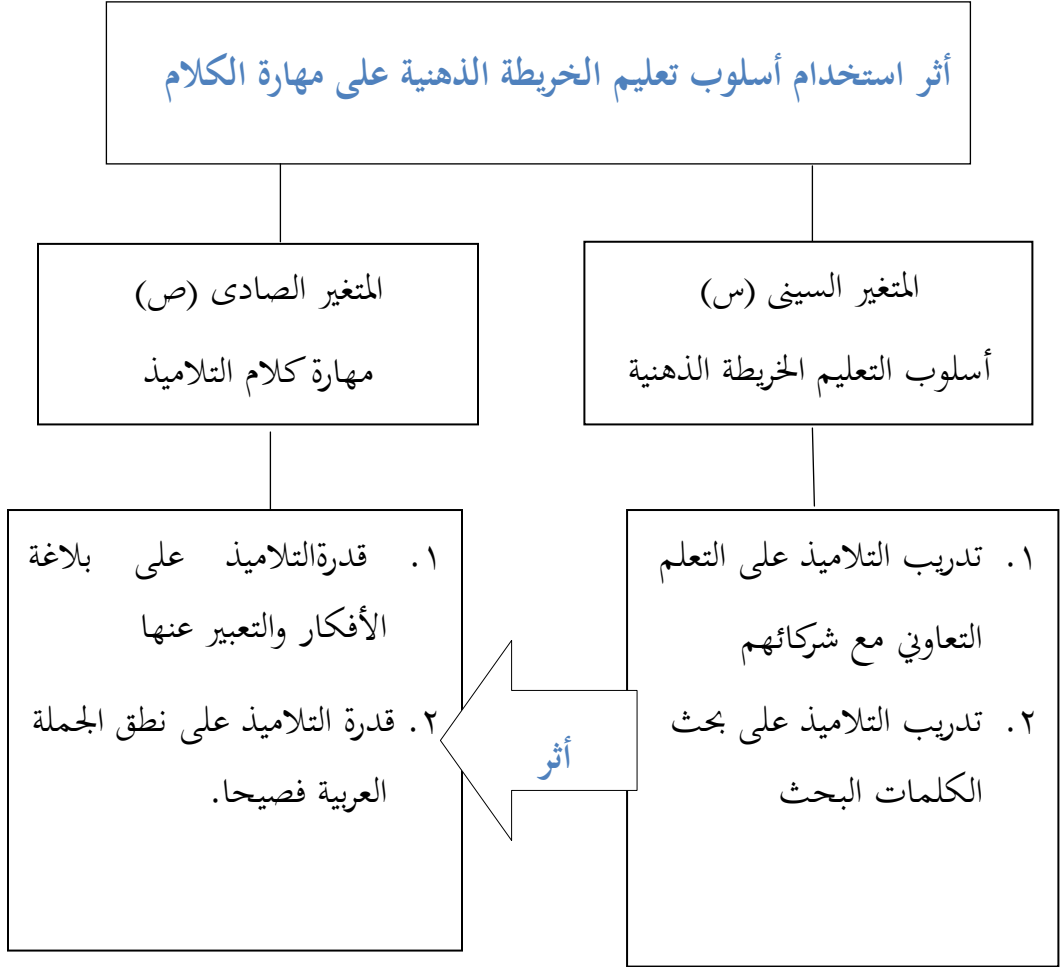 أثر استخدام أسلوب تعليم الخريطة الذهنية على مهارة الكلام
المتغير السينى (س)
أسلوب التعليم الخريطة الذهنية
المتغير الصادى (ص)
مهارة كلام التلاميذ
١. تدريب التلاميذ على التعلم
التعاوني مع شركائهم
٢. تدريب التلاميذ على بحث
الكلمات البحث
أثر
١. قدرةالتلاميذ على بلاغة
الأفكار والتعبير عنها
٢. قدرة التلاميذ على نطق الجملة
العربية فصيحا.